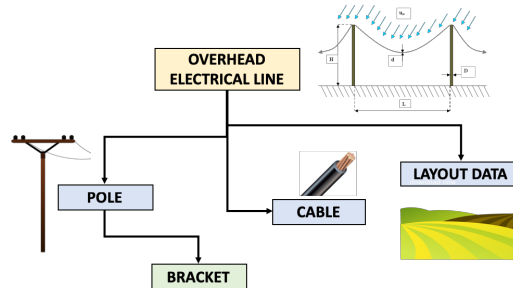 OVERHEAD
ELECTRICAL LINE
H
d
D
L
POLE
CABLE
LAYOUT DATA
BRACKET